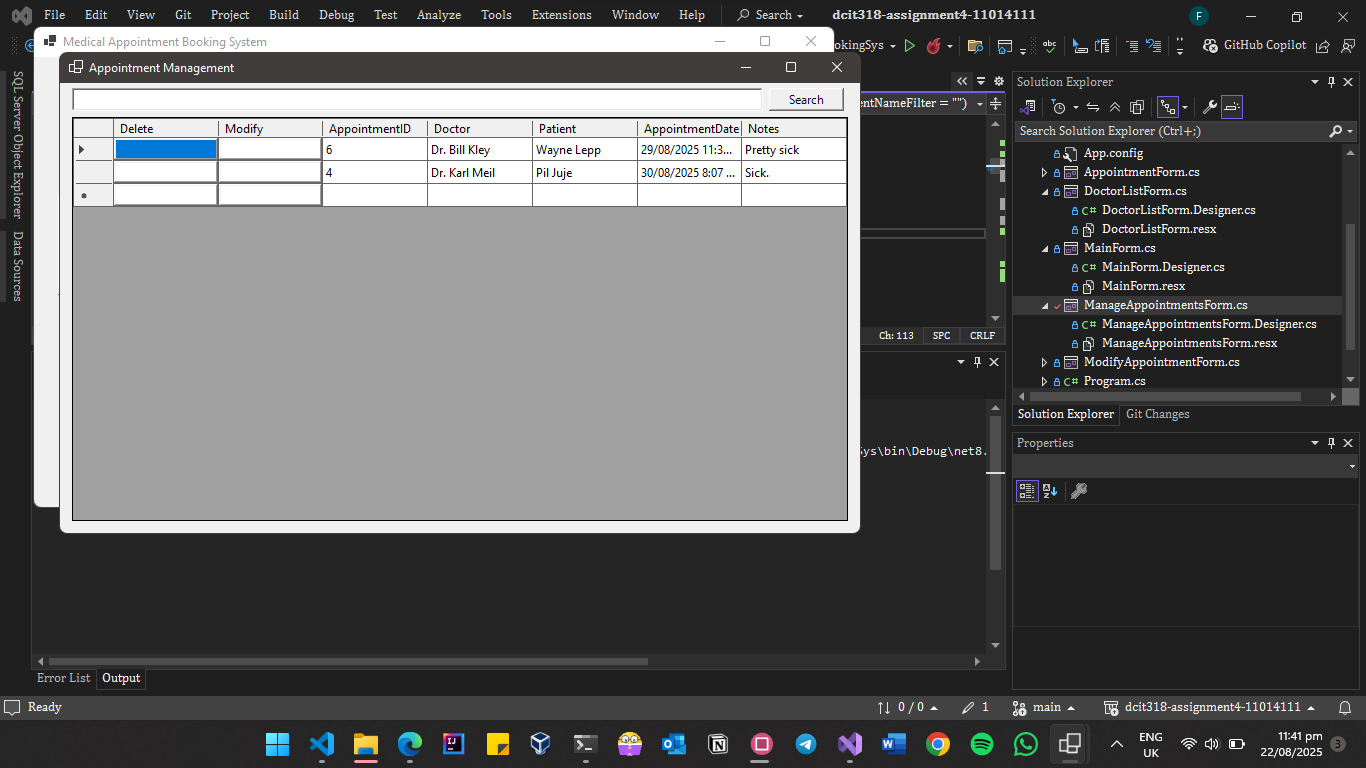 File Edit View Git Project Build Debug Test Analyze Tools Extensions Window Help Search dcit318-assignment4-11014111 F
Medical Appointment Booking System
okingSys
GitHub Copilot
Appointment Management
Search
entNameFilter = "")
Delete Modify AppointmentID Doctor Patient AppointmentDate Notes
6 Dr. Bill Kley Wayne Lepp 29/08/2025 11:3... Pretty sick
4 Dr. Karl Meil Pil Juje 30/08/2025 8:07 ... Sick.
SQL Server Object Explorer
Data Sources
Ch: 113 SPC CRLF
Sys\bin\Debug\net8.
Error List Output
Solution Explorer
Search Solution Explorer (Ctrl+;)
App.config
AppointmentForm.cs
DoctorListForm.cs
C# DoctorListForm.Designer.cs
DoctorListForm.resx
MainForm.cs
C# MainForm.Designer.cs
MainForm.resx
ManageAppointmentsForm.cs
C# ManageAppointmentsForm.Designer.cs
ManageAppointmentsForm.resx
ModifyAppointmentForm.cs
C# Program.cs
Solution Explorer Git Changes
Properties
Ready 0 / 0 1 main dcit318-assignment4-11014111
ENG
UK
11:41 pm
22/08/2025
3